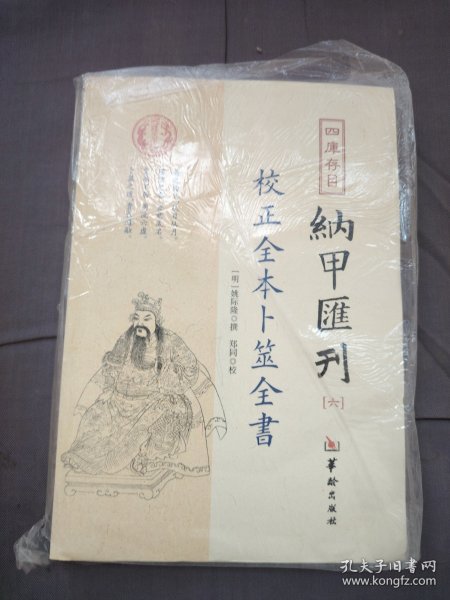 四庫存目
納甲匯刊
[六]
校正全本卜筮全書
[明]姚际隆◎撰 郑同◎校
華龄出版社
孔夫子旧书网
www.kongfz.com